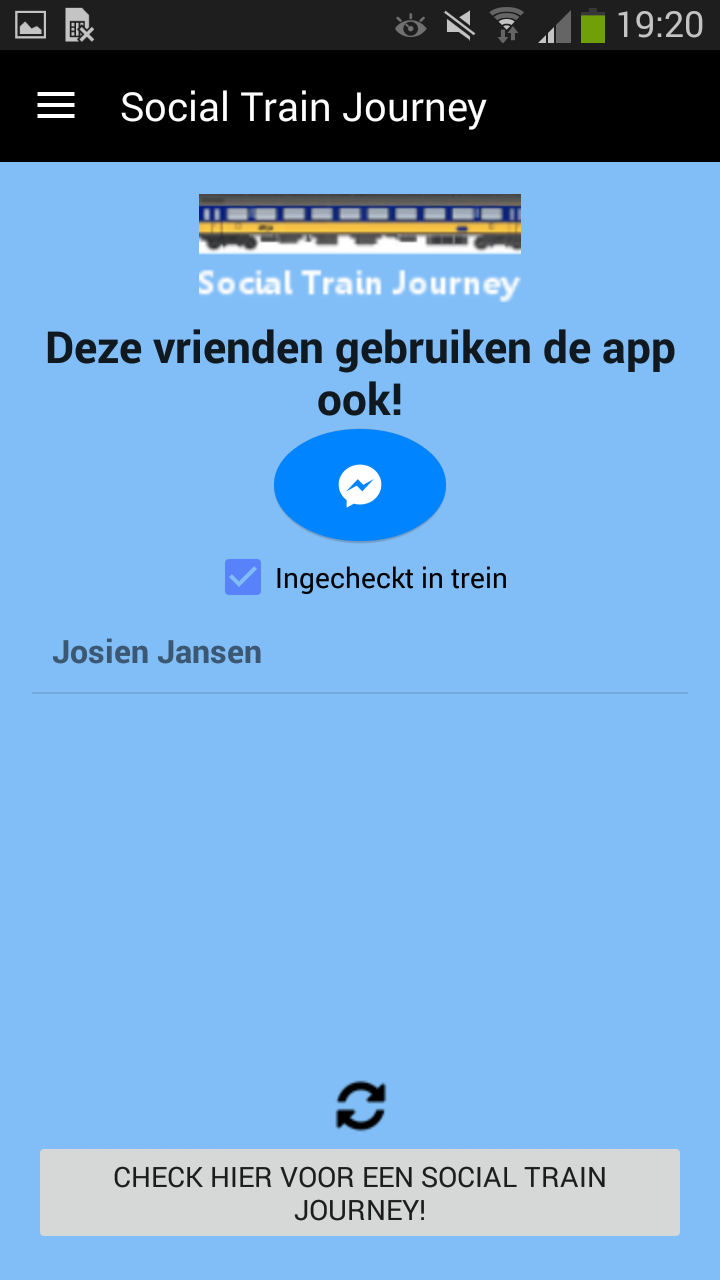 19:20
Social Train Journey
Social Train Journey
Deze vrienden gebruiken de app
ook!
Ingecheckt in trein
Josien Jansen
CHECK HIER VOOR EEN SOCIAL TRAIN
JOURNEY!